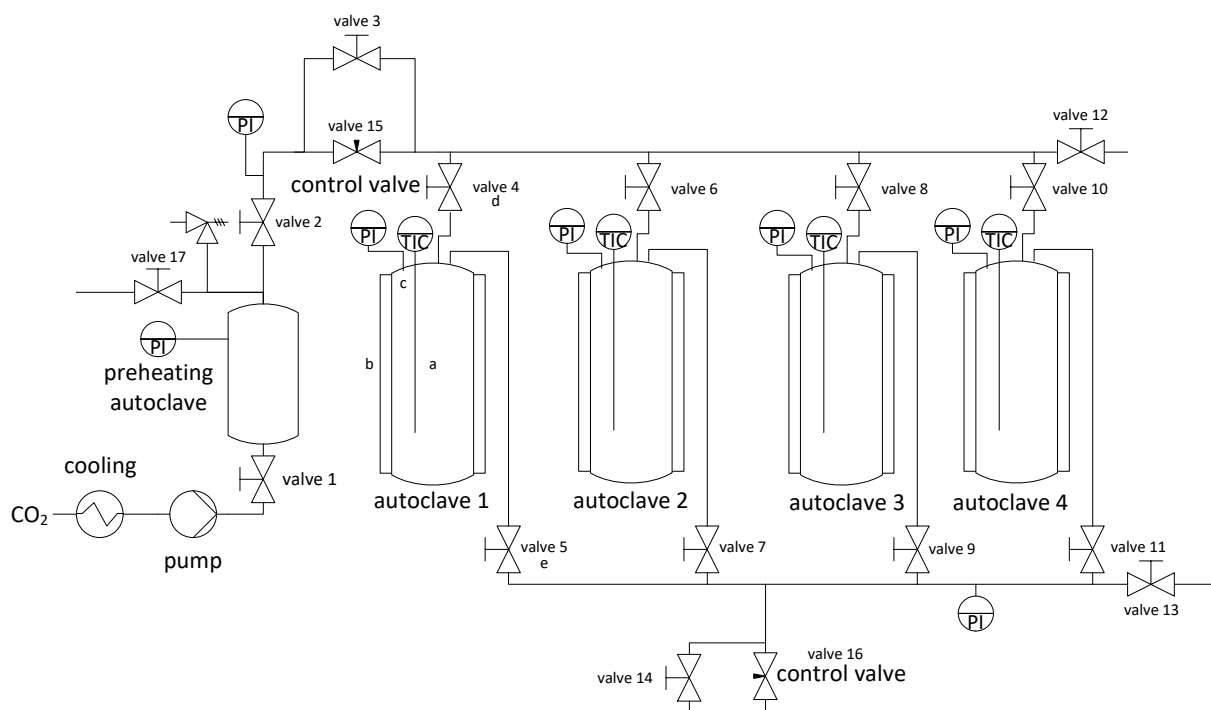 valve 3
valve 12
PI
valve 15
control valve
valve 4
d
valve 6
valve 8
valve 10
valve 2
PI
TIC
PI
TIC
PI
TIC
PI
TIC
valve 17
c
PI
b
a
preheating
autoclave
cooling
valve 1
autoclave 1
autoclave 2
autoclave 3
autoclave 4
CO₂
pump
valve 5
e
valve 7
valve 9
valve 11
PI
valve 13
valve 14
valve 16
control valve